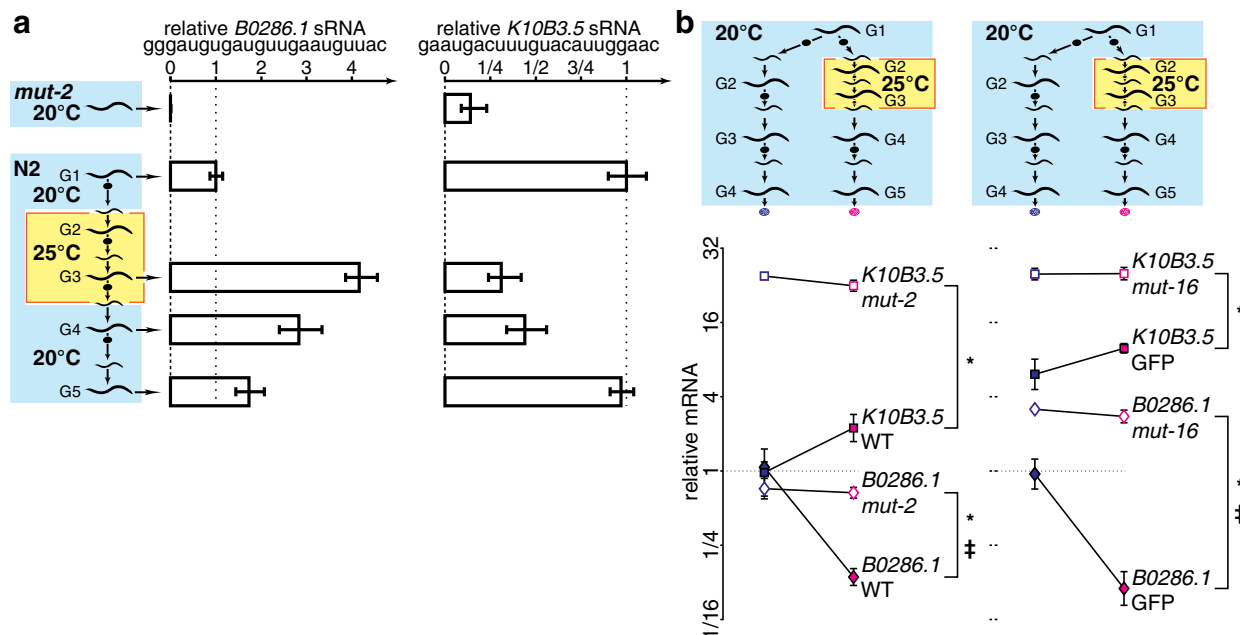 a
relative B0286.1 sRNA
gggaugugauguugaauguuac
0 1 2 3 4
relative K10B3.5 sRNA
gaaugacuuuguacauuggaac
0 1/4 1/2 3/4 1
mut-2
20°C
N2
G1
20°C
G2
25°C
G3
G4
20°C
G5
b
20°C
G1
G2
G2
25°C
G3
G3
G4
G4
G5
20°C
G1
G2
G2
25°C
G3
G3
G4
G4
G5
relative mRNA
32
16
4
1
1/4
1/16
K10B3.5
mut-2
*
K10B3.5
WT
B0286.1
mut-2
*
‡
B0286.1
WT
K10B3.5
mut-16
*
K10B3.5
GFP
B0286.1
mut-16
*
‡
B0286.1
GFP